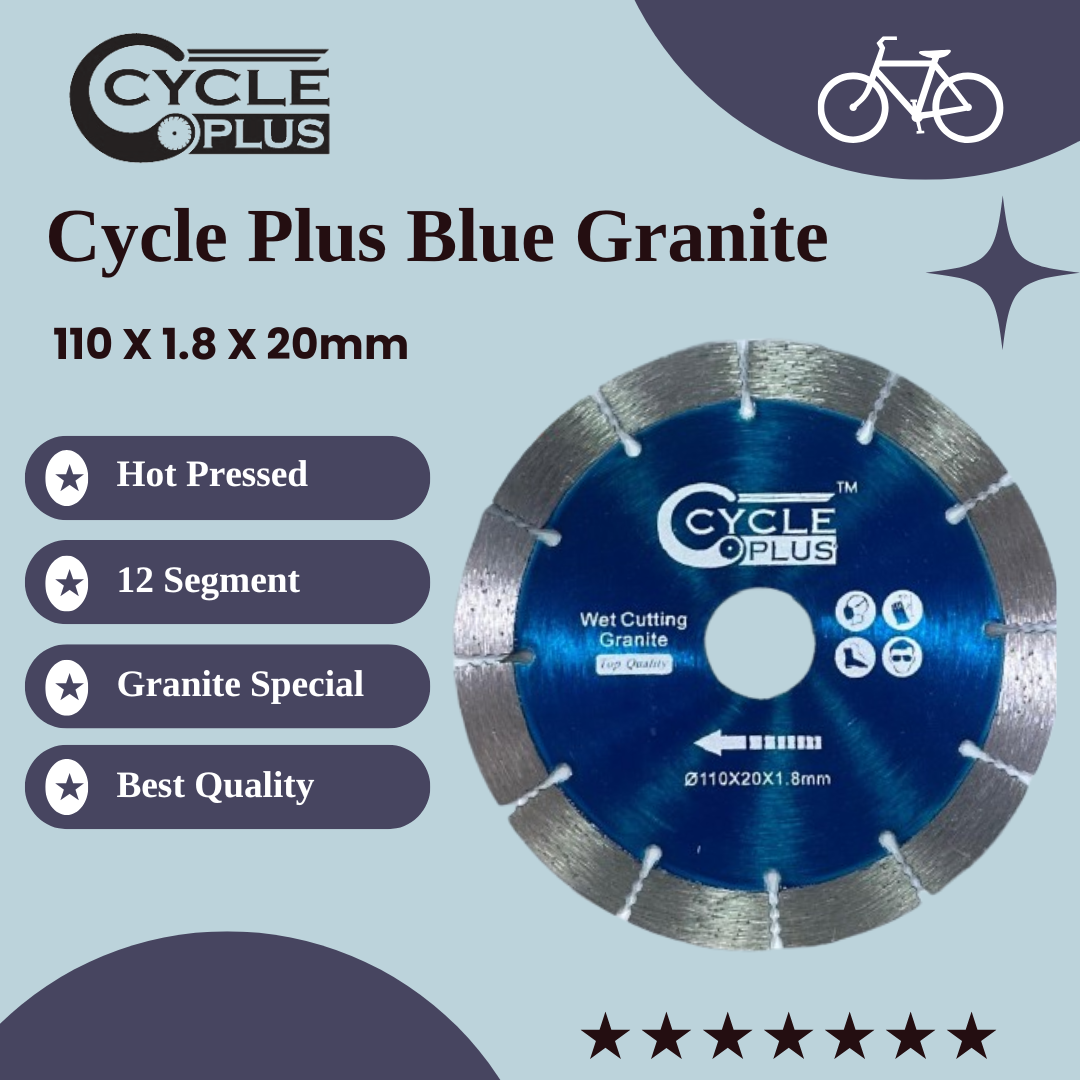 CYCLE
PLUS
Cycle Plus Blue Granite
110 X 1.8 X 20mm
Hot Pressed
12 Segment
Granite Special
Best Quality
CYCLE TM
PLUS
Wet Cutting
Granite
Top Quality
Ø110X20X1.8mm